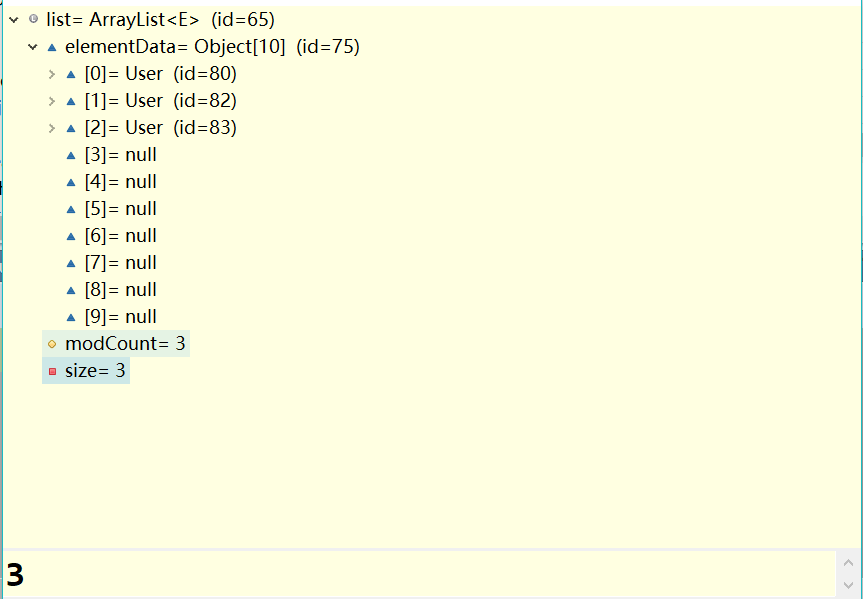 list= ArrayList<E> (id=65)
elementData= Object[10] (id=75)
[0]= User (id=80)
[1]= User (id=82)
[2]= User (id=83)
[3]= null
[4]= null
[5]= null
[6]= null
[7]= null
[8]= null
[9]= null
modCount= 3
size= 3
3